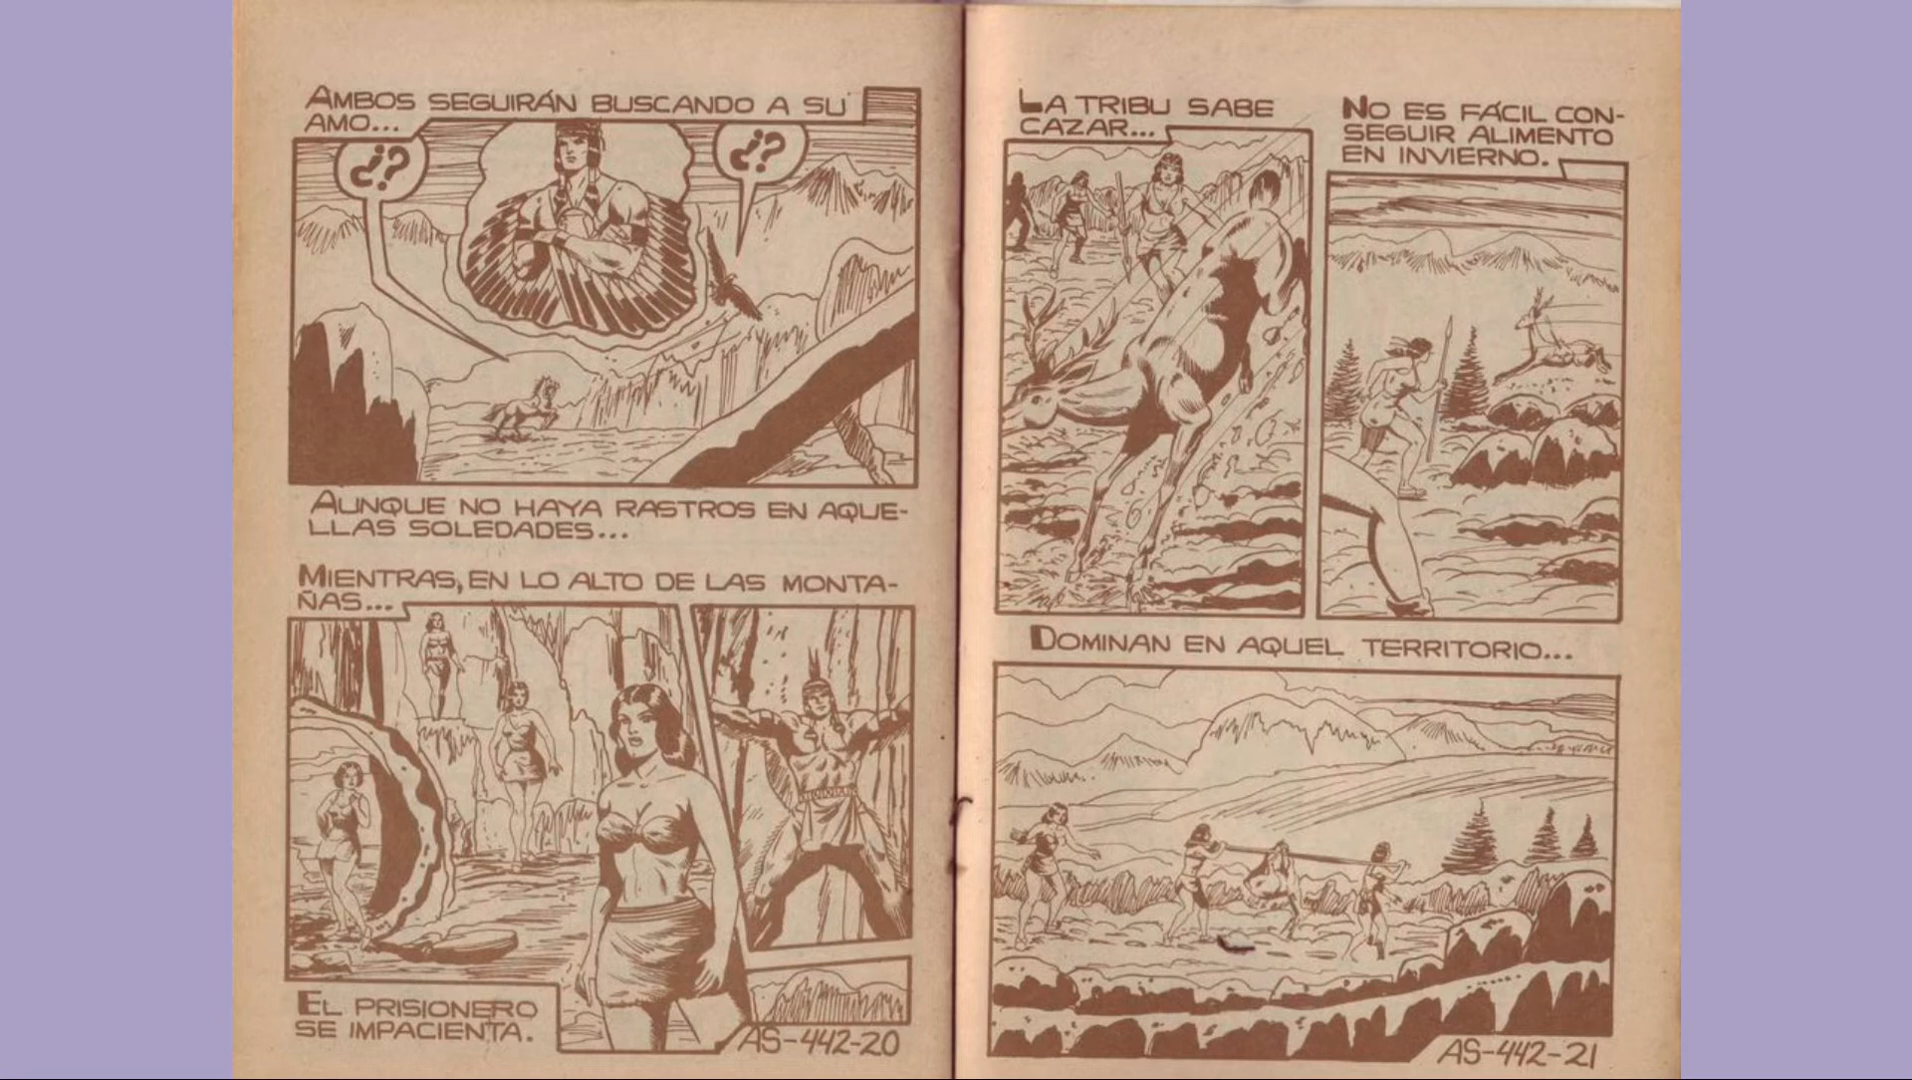 AMBOS SEGUIRÁN BUSCANDO A SU
AMO...
¿?
¿?
AUNQUE NO HAYA RASTROS EN AQUE-
LLAS SOLEDADES...
MIENTRAS, EN LO ALTO DE LAS MONTA-
ÑAS...
EL PRISIONERO
SE IMPACIENTA.
AS-442-20
LA TRIBU SABE
CAZAR...
NO ES FÁCIL CON-
SEGUIR ALIMENTO
EN INVIERNO.
DOMINAN EN AQUEL TERRITORIO...
AS-442-21